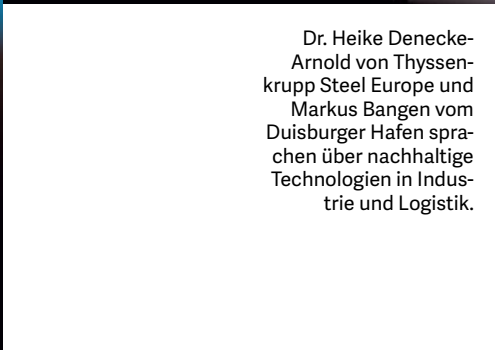 Dr. Heike Denecke-
Arnold von Thyssen-
krupp Steel Europe und
Markus Bangen vom
Duisburger Hafen spra-
chen über nachhaltige
Technologien in Indus-
trie und Logistik.